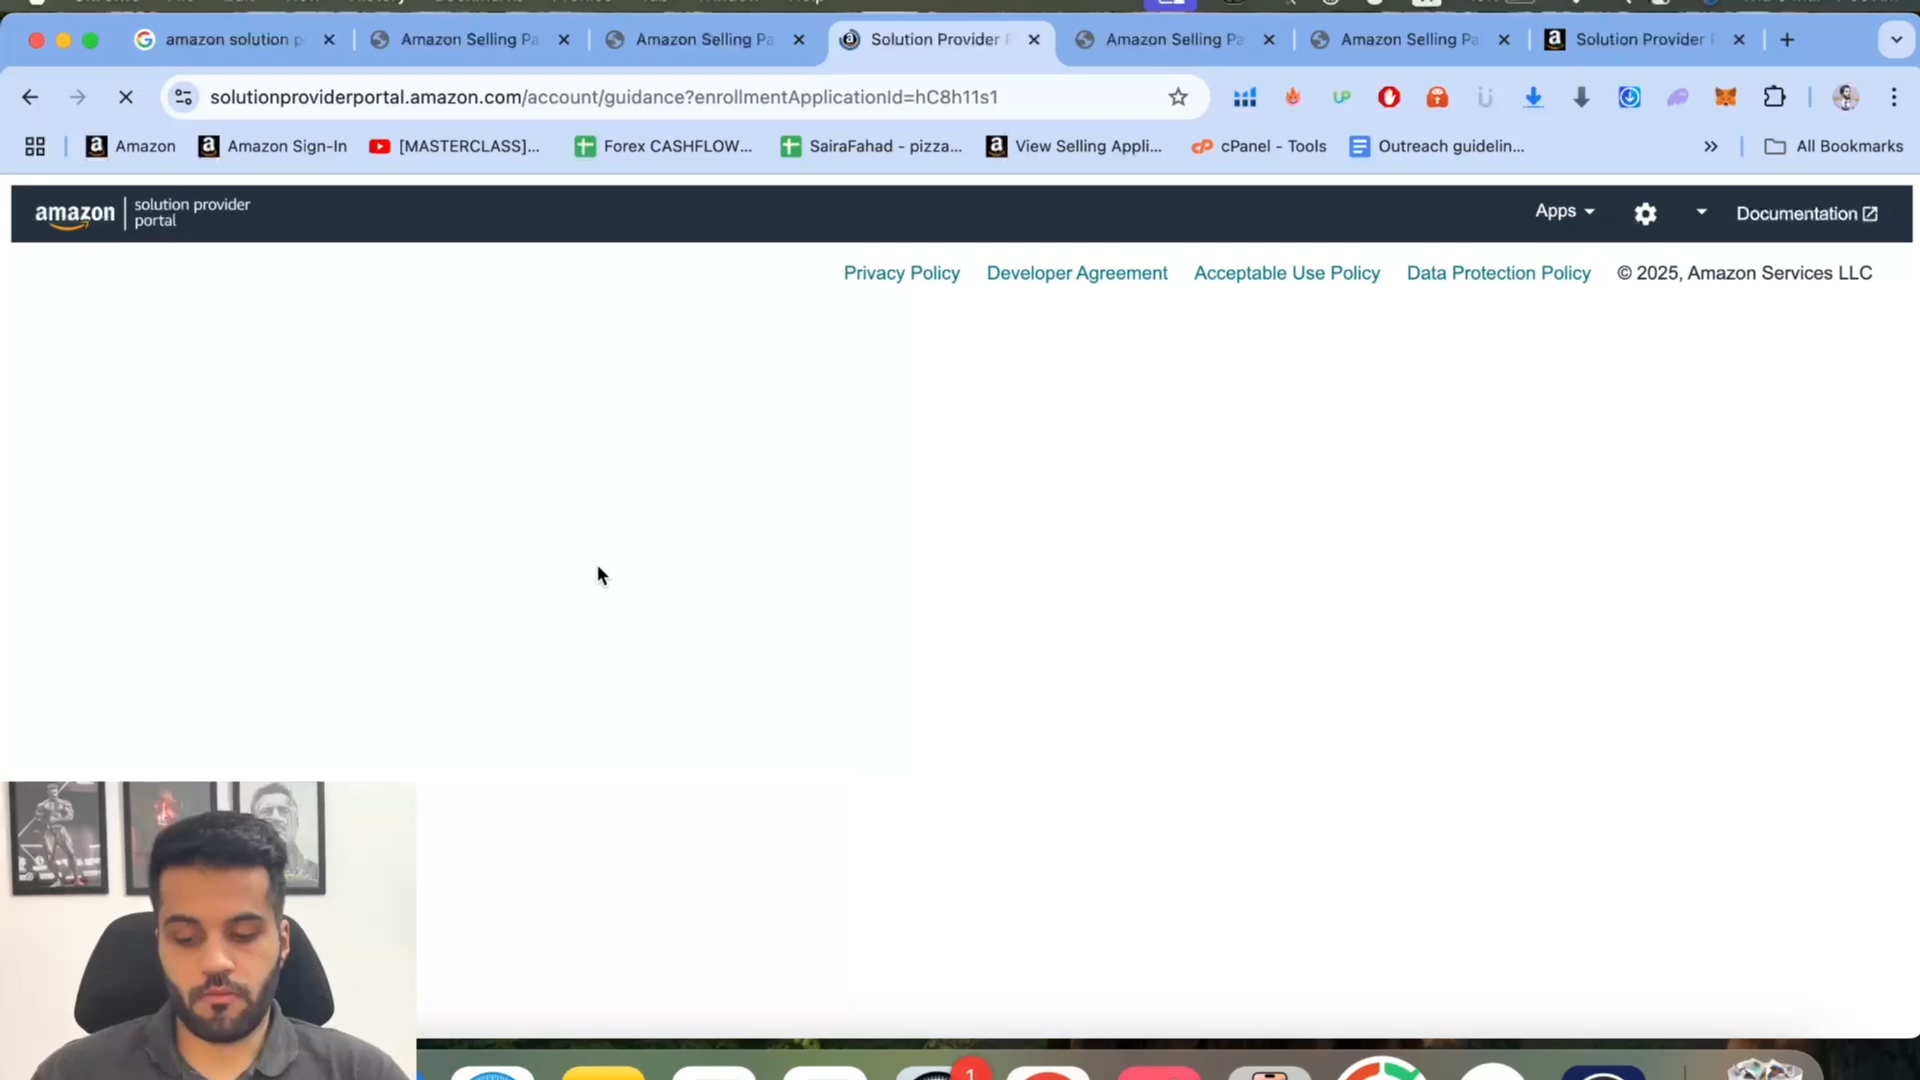 amazon solution p
Amazon Selling Pa
Amazon Selling Pa
Solution Provider
Amazon Selling Pa
Amazon Selling Pa
Solution Provider
solutionproviderportal.amazon.com/account/guidance?enrollmentApplicationId=hC8h11s1
UP
Amazon
Amazon Sign-In
[MASTERCLASS]...
Forex CASHFLOW...
SairaFahad - pizza...
View Selling Appli...
cPanel - Tools
Outreach guidelin...
All Bookmarks
amazon
solution provider
portal
Apps
Documentation
Privacy Policy Developer Agreement Acceptable Use Policy Data Protection Policy © 2025, Amazon Services LLC
1